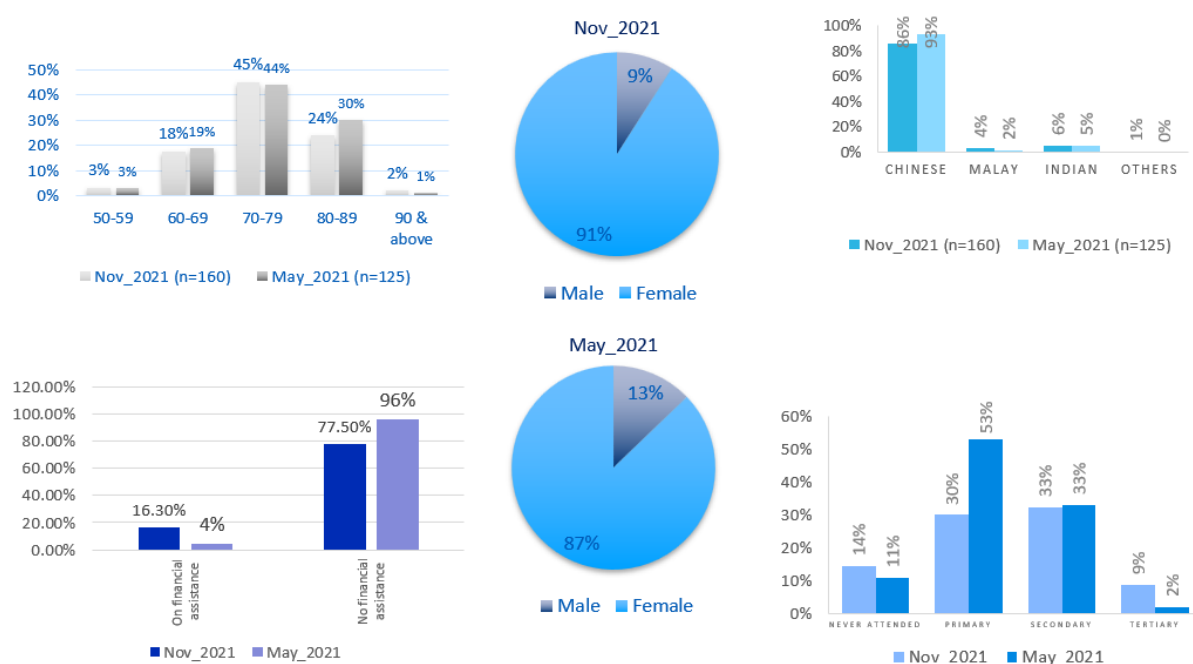 50%
40%
30%
20%
10%
0%
3%
3%
18%
19%
45%
44%
24%
30%
2%
1%
50-59
60-69
70-79
80-89
90 &
above
Nov_2021 (n=160)
May_2021 (n=125)
Nov_2021
9%
91%
Male
Female
100%
80%
60%
40%
20%
0%
86%
93%
4%
2%
6%
5%
1%
0%
CHINESE
MALAY
INDIAN
OTHERS
Nov_2021 (n=160)
May_2021 (n=125)
120.00%
100.00%
80.00%
60.00%
40.00%
20.00%
0.00%
16.30%
4%
77.50%
96%
On financial
assistance
No financial
assistance
Nov_2021
May_2021
May_2021
13%
87%
Male
Female
60%
50%
40%
30%
20%
10%
0%
14%
11%
30%
53%
33%
33%
9%
2%
NEVER ATTENDED
PRIMARY
SECONDARY
TERTIARY
Nov_2021
May_2021